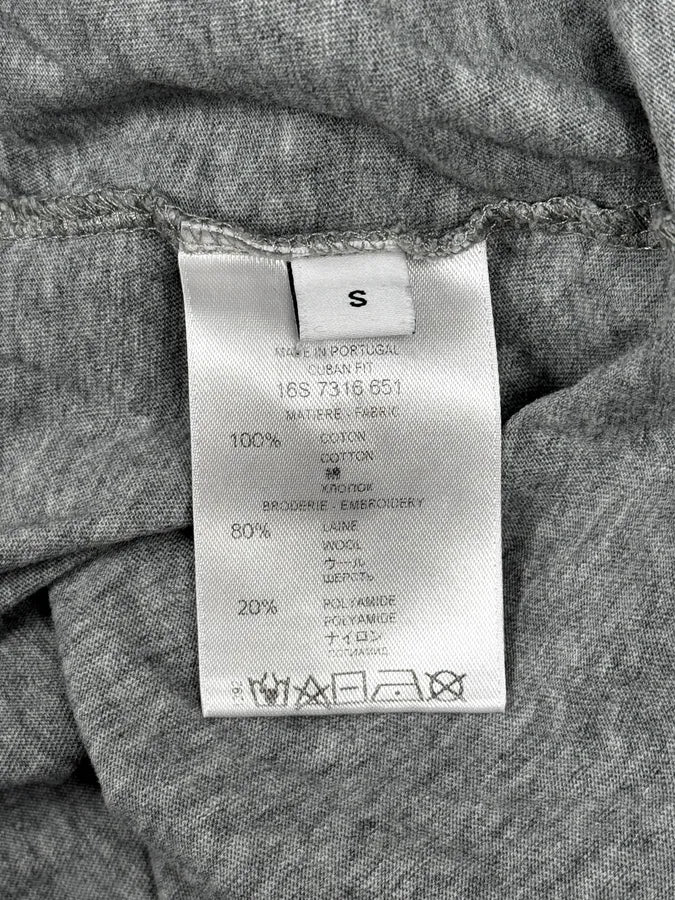 S
MADE IN PORTUGAL
CUBAN FIT
16S 7316 651
MATIERE - FABRIC
100% COTON
COTTON
綿
ХЛОПОК
BRODERIE - EMBROIDERY
80% LAINE
WOOL
ウール
ШЕРСТЬ
20% POLYAMIDE
POLYAMIDE
ナイロン